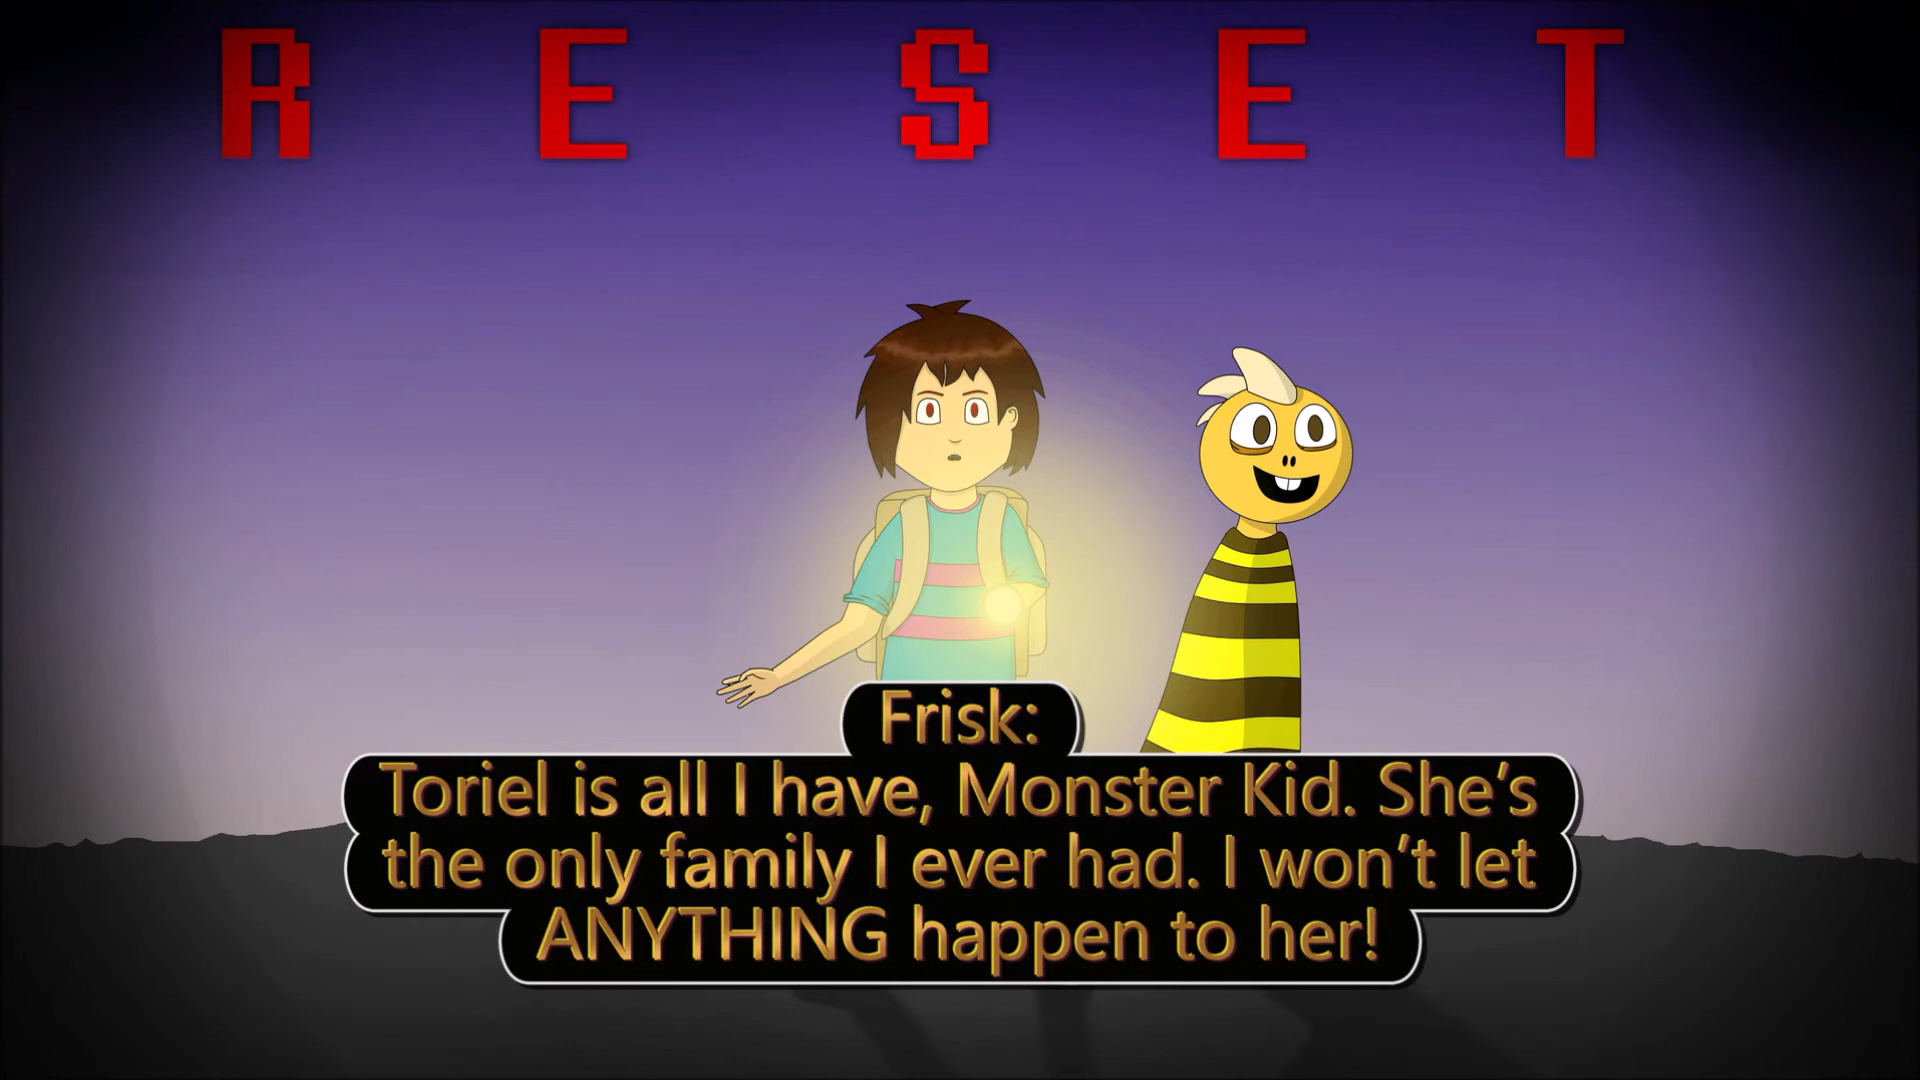 R E S E T
Frisk:
Toriel is all I have, Monster Kid. She’s
the only family I ever had. I won’t let
ANYTHING happen to her!